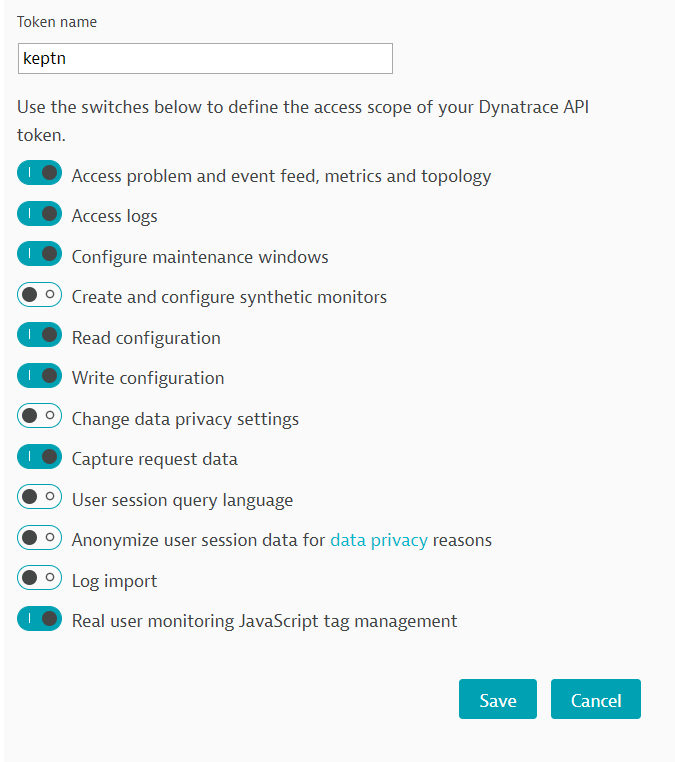 Token name
keptn
Use the switches below to define the access scope of your Dynatrace API
token.
Access problem and event feed, metrics and topology
Access logs
Configure maintenance windows
Create and configure synthetic monitors
Read configuration
Write configuration
Change data privacy settings
Capture request data
User session query language
Anonymize user session data for data privacy reasons
Log import
Real user monitoring JavaScript tag management
Save Cancel